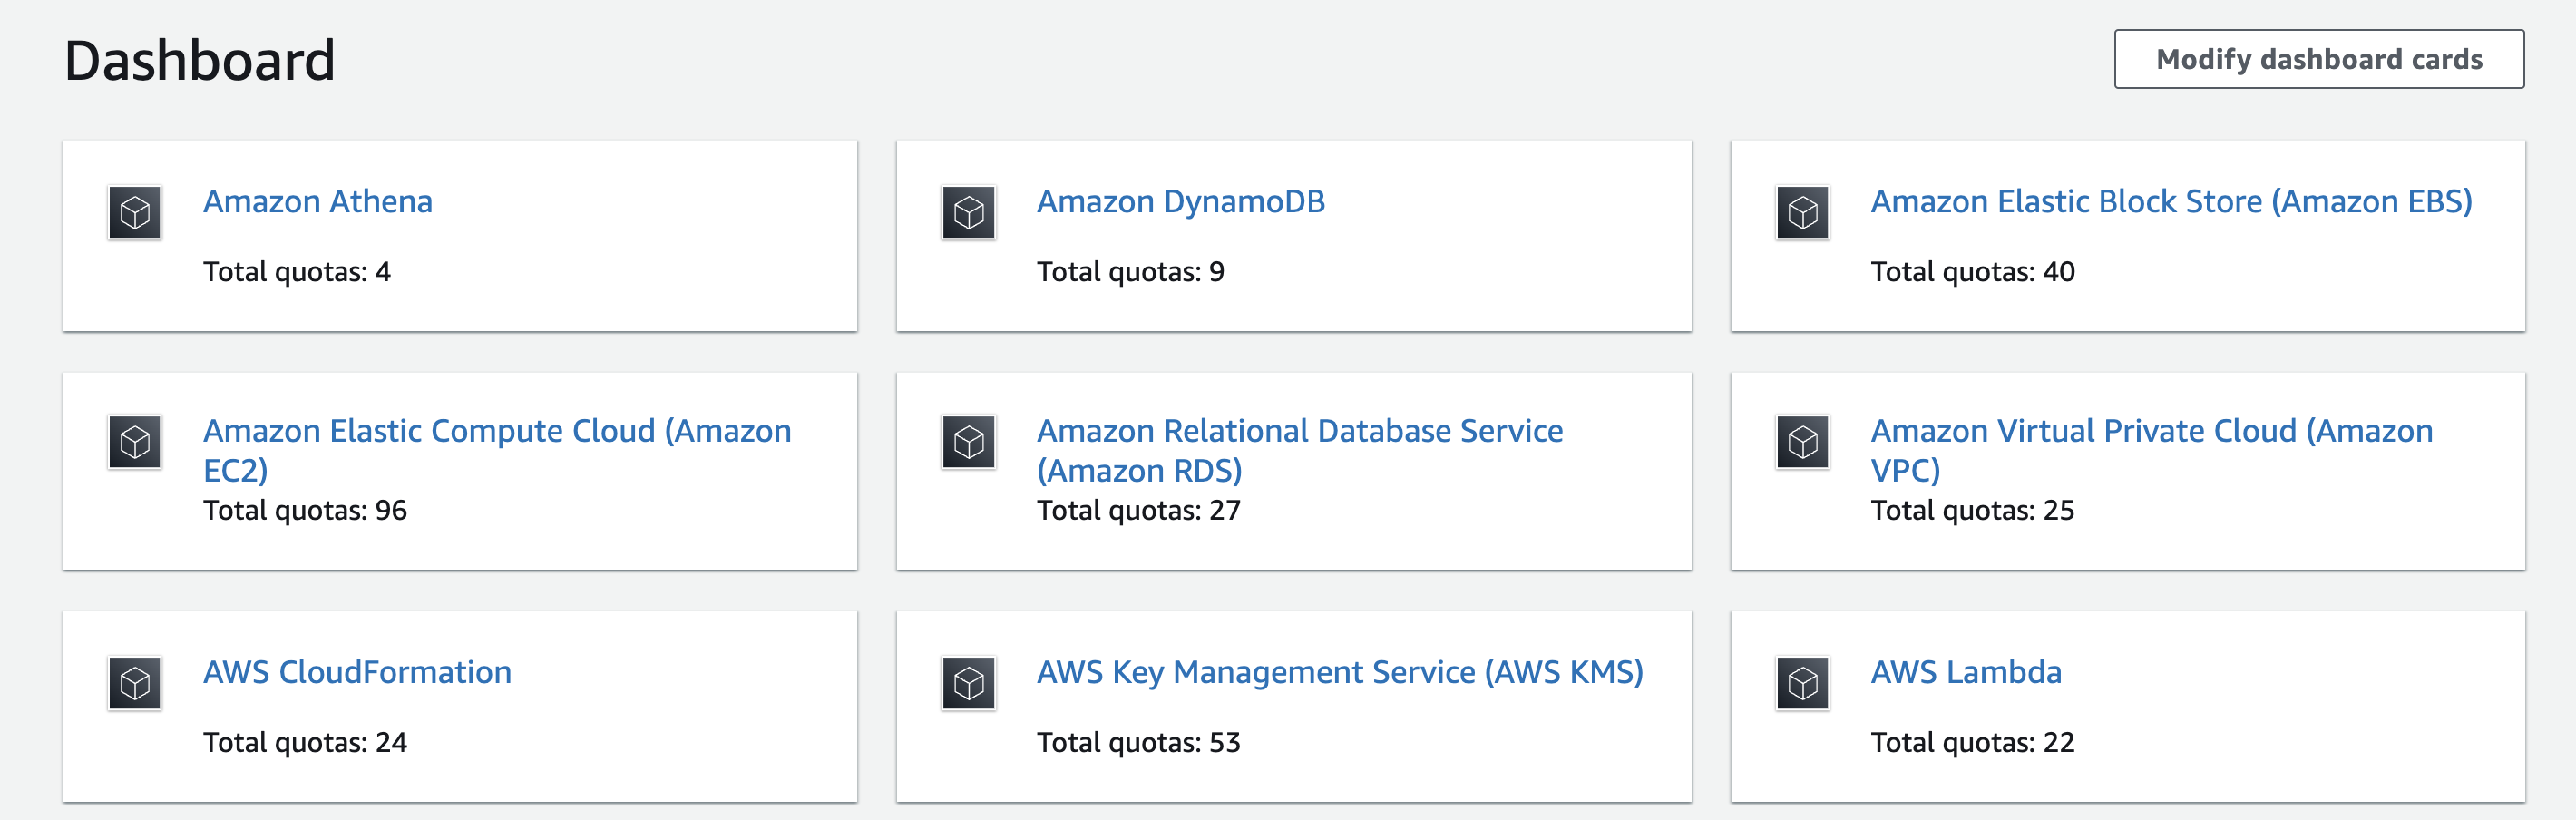 Dashboard
Modify dashboard cards
Amazon Athena
Total quotas: 4
Amazon DynamoDB
Total quotas: 9
Amazon Elastic Block Store (Amazon EBS)
Total quotas: 40
Amazon Elastic Compute Cloud (Amazon
EC2)
Total quotas: 96
Amazon Relational Database Service
(Amazon RDS)
Total quotas: 27
Amazon Virtual Private Cloud (Amazon
VPC)
Total quotas: 25
AWS CloudFormation
Total quotas: 24
AWS Key Management Service (AWS KMS)
Total quotas: 53
AWS Lambda
Total quotas: 22